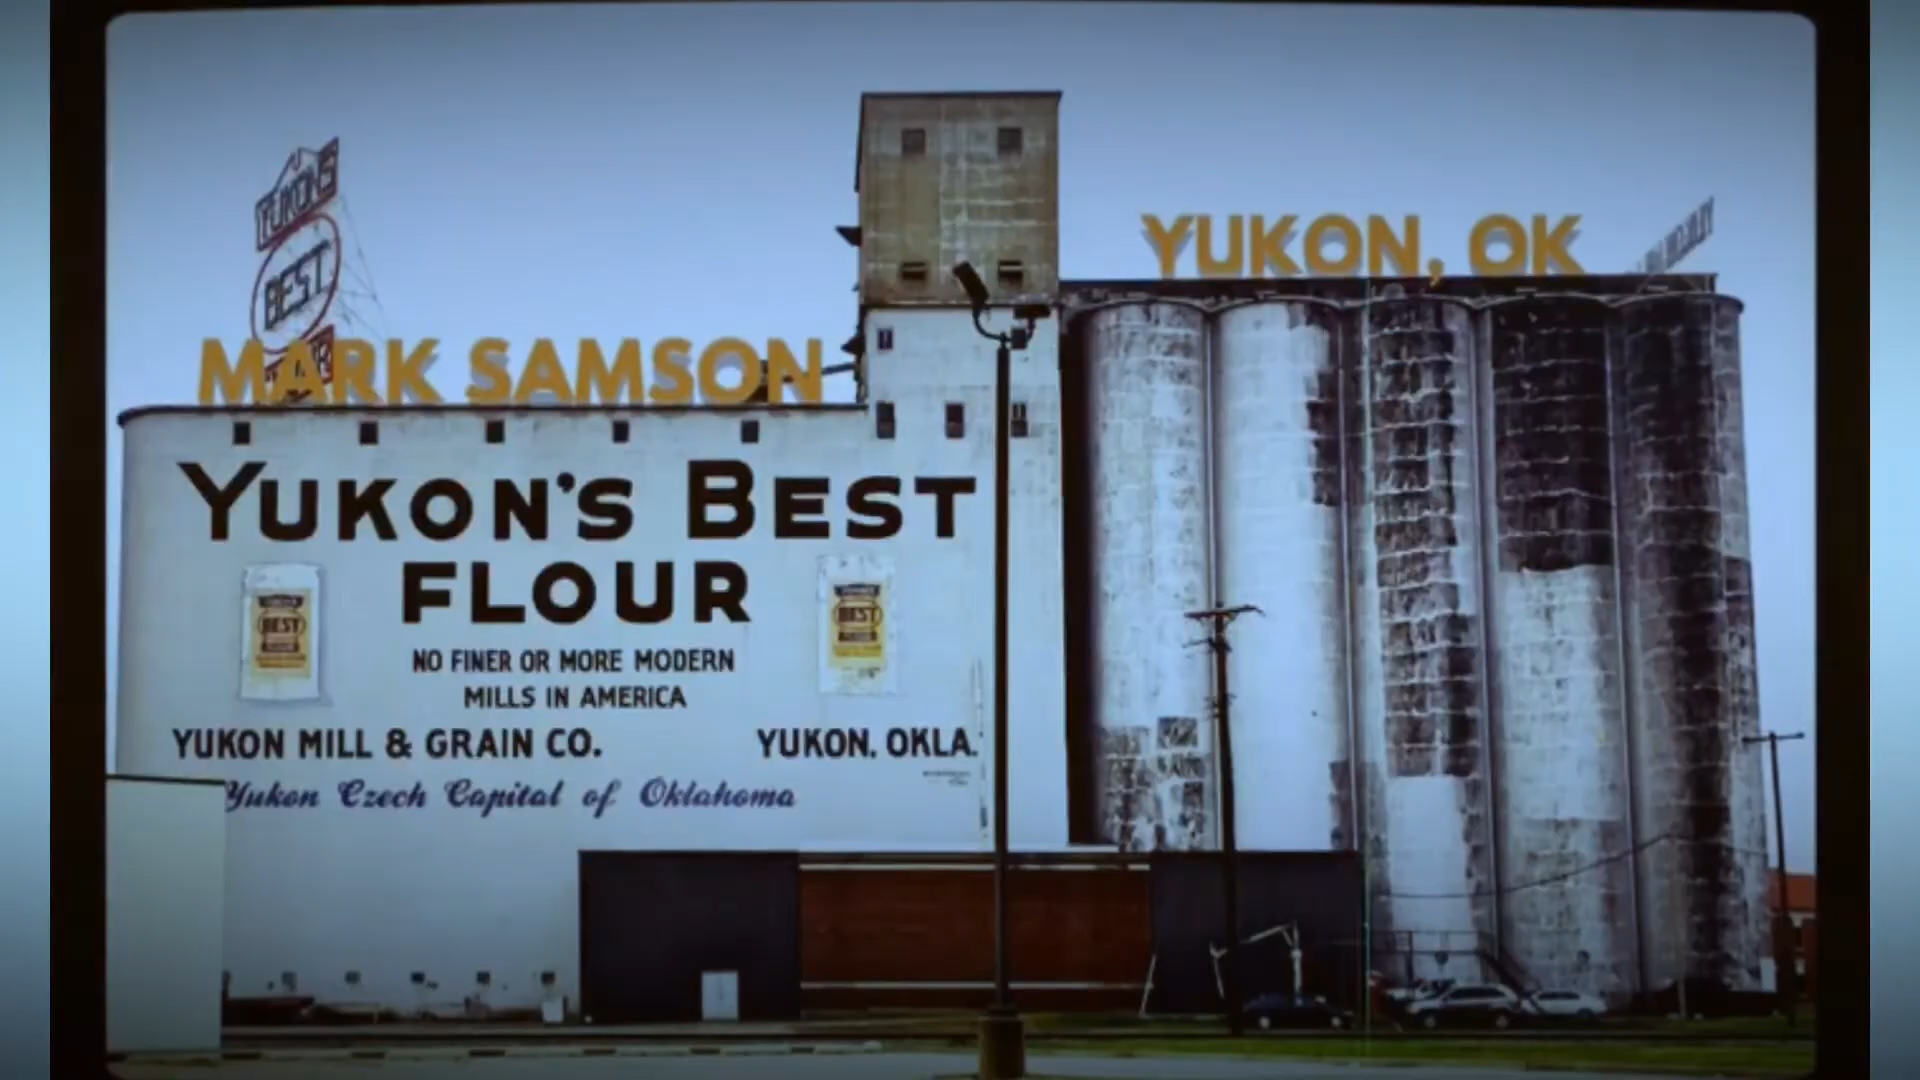 YUKON'S
BEST
MARK SAMSON
YUKON, OK
YUKON'S BEST
FLOUR
BEST
BEST
NO FINER OR MORE MODERN
MILLS IN AMERICA
YUKON MILL & GRAIN CO. YUKON. OKLA.
Yukon Czech Capital of Oklahoma